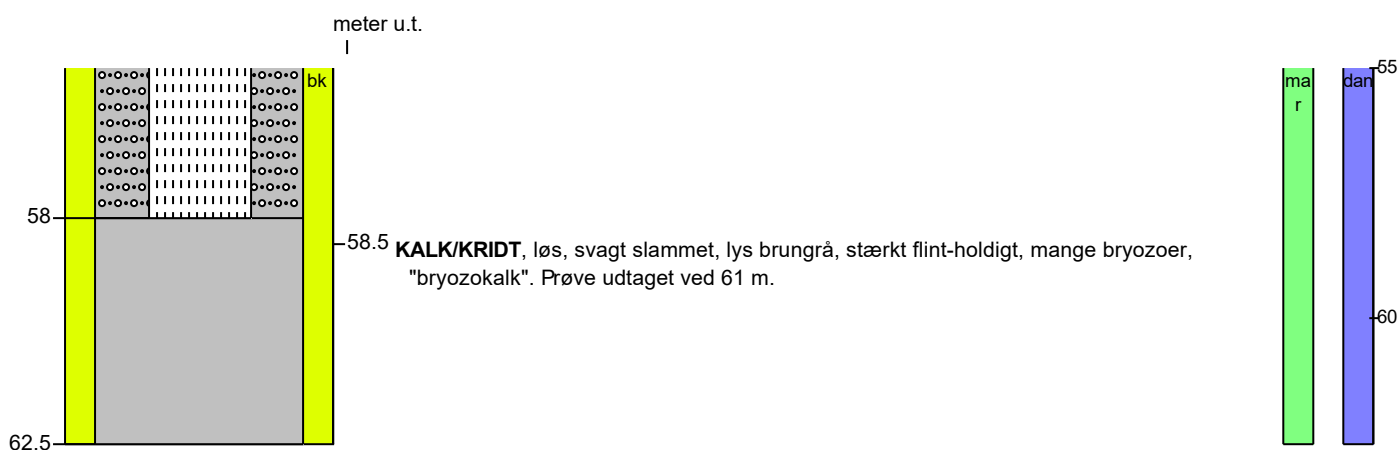 meter u.t.
bk
ma
r
dan
55
58
58.5 KALK/KRIDT, løs, svagt slammet, lys brungrå, stærkt flint-holdigt, mange bryozoer,
"bryozokalk". Prøve udtaget ved 61 m.
60
62.5